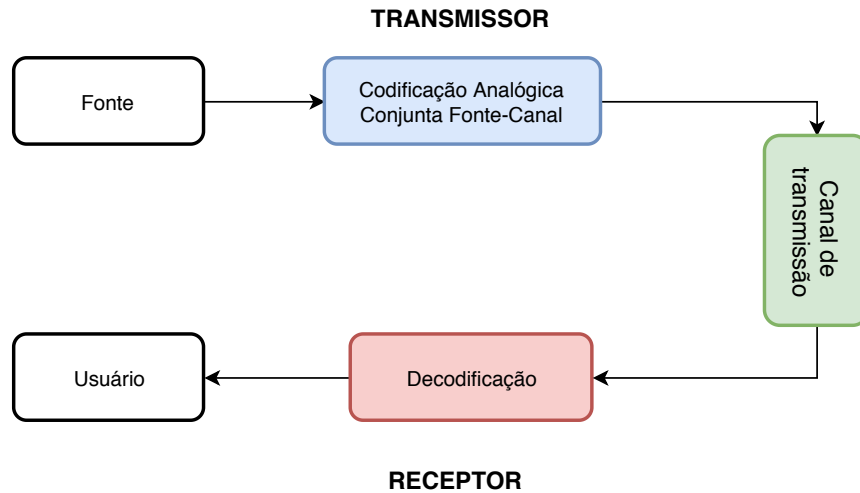 TRANSMISSOR
Fonte
Codificação Analógica
Conjunta Fonte-Canal
Canal de
transmissão
Usuário
Decodificação
RECEPTOR